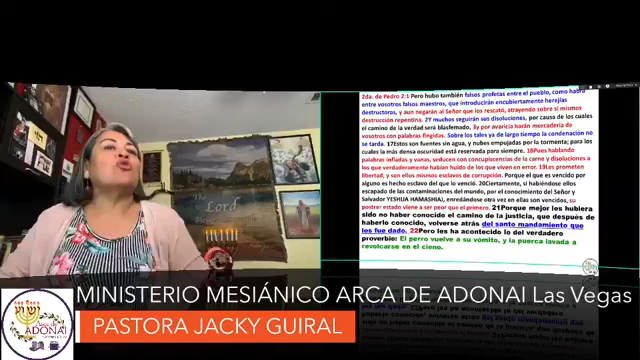 2da. de Pedro 2:1 Pero hubo también falsos profetas entre el pueblo, como habrá
entre vosotros falsos maestros, que introducirán encubiertamente herejías
destructoras, y aun negarán al Señor que los rescató, atrayendo sobre sí mismos
destrucción repentina. 2Y muchos seguirán sus disoluciones, por causa de los cuales
el camino de la verdad será blasfemado, 3y por avaricia harán mercadería de
vosotros con palabras fingidas. Sobre los tales ya de largo tiempo la condenación no
se tarda. 17Estos son fuentes sin agua, y nubes empujadas por la tormenta; para los
cuales la más densa oscuridad está reservada para siempre. 18Pues hablando
palabras infladas y vanas, seducen con concupiscencias de la carne y disoluciones a
los que verdaderamente habían huido de los que viven en error. 19Les prometen
libertad, y son ellos mismos esclavos de corrupción. Porque el que es vencido por
alguno es hecho esclavo del que lo venció. 20Ciertamente, si habiéndose ellos
escapado de las contaminaciones del mundo, por el conocimiento del Señor y
Salvador YESHUA HAMASHIAJ, enredándose otra vez en ellas son vencidos, su
postrer estado viene a ser peor que el primero. 21Porque mejor les hubiera
sido no haber conocido el camino de la justicia, que después de
haberlo conocido, volverse atrás del santo mandamiento que
les fue dado. 22Pero les ha acontecido lo del verdadero
proverbio: El perro vuelve a su vómito, y la puerca lavada a
revolcarse en el cieno.
The
Lord
MINISTERIO MESIÁNICO ARCA DE ADONAI Las Vegas
PASTORA JACKY GUIRAL
Arca de
ADONAI